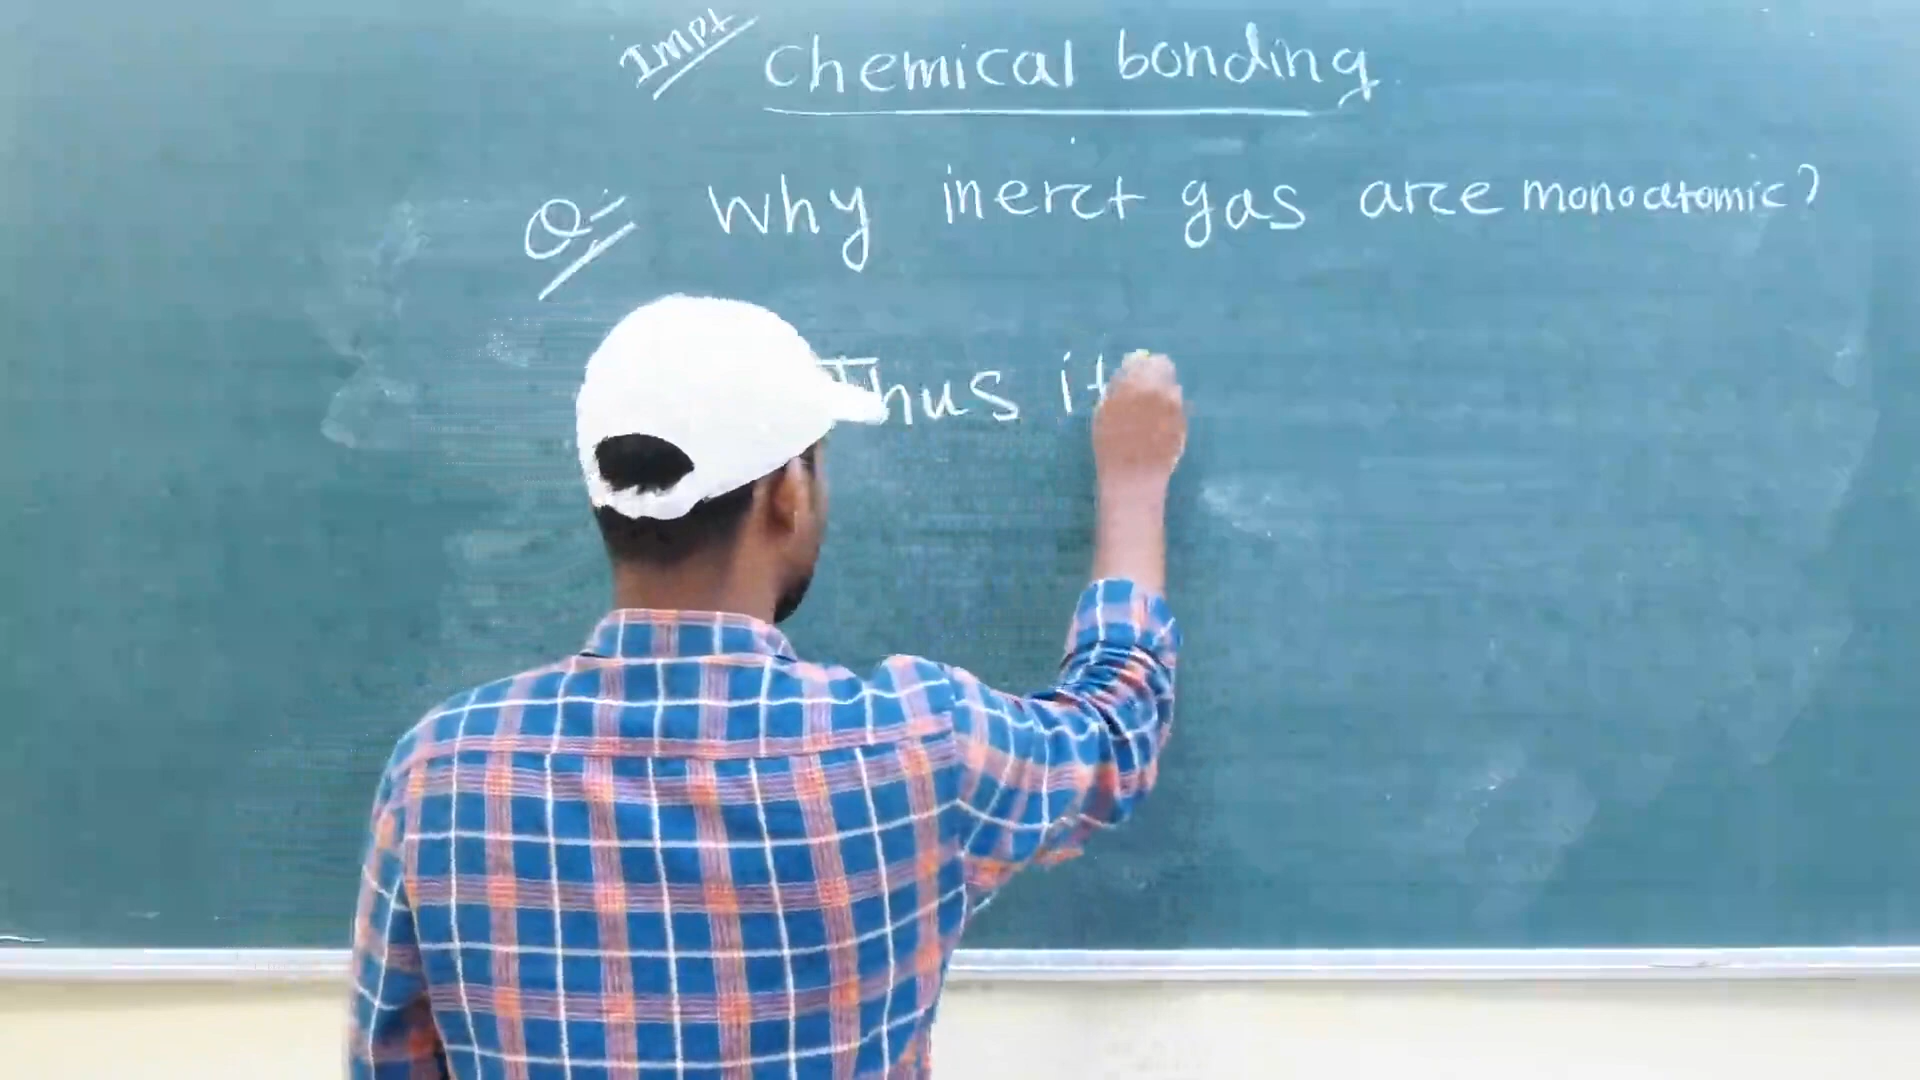 Impt Chemical bonding
Q= Why inert gas are monoatomic?
Thus it